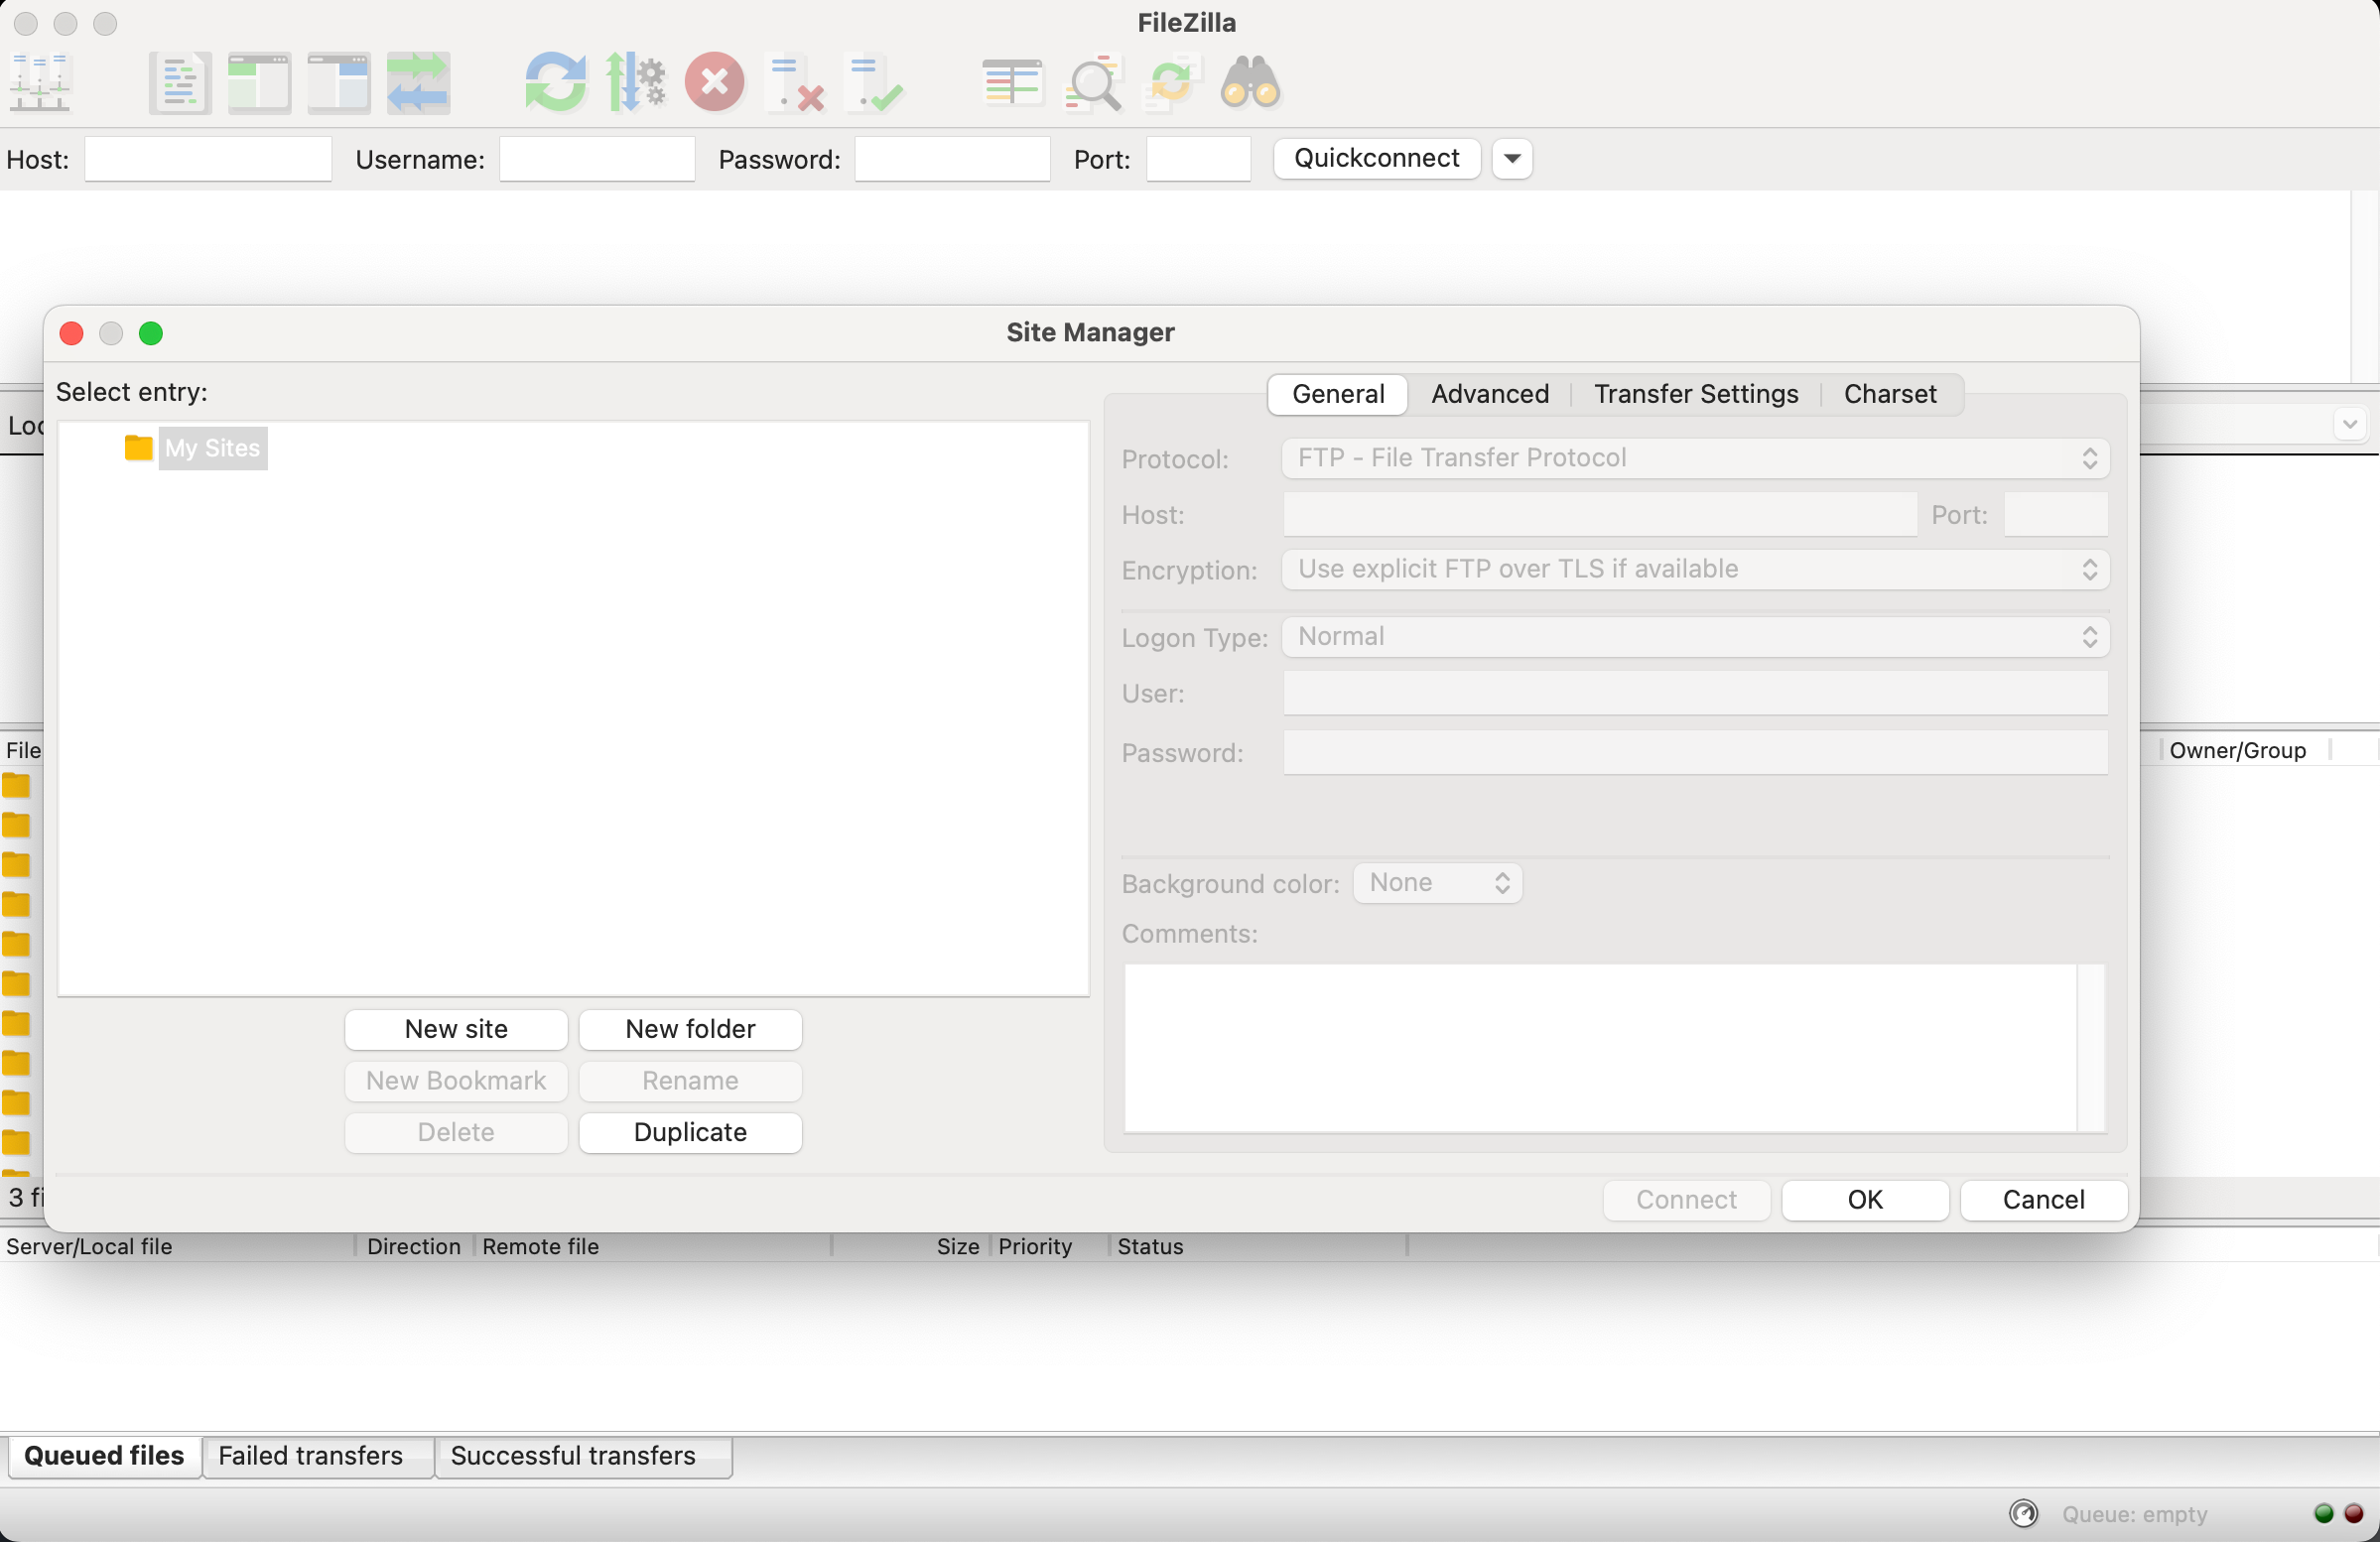 FileZilla
Host: Username: Password: Port: Quickconnect
Site Manager
Select entry:
My Sites
General Advanced Transfer Settings Charset
Protocol: FTP - File Transfer Protocol
Host: Port:
Encryption: Use explicit FTP over TLS if available
Logon Type: Normal
User:
Password:
Background color: None
Comments:
New site New folder
New Bookmark Rename
Delete Duplicate
Connect OK Cancel
File
Owner/Group
Server/Local file Direction Remote file Size Priority Status
Queued files Failed transfers Successful transfers
Queue: empty